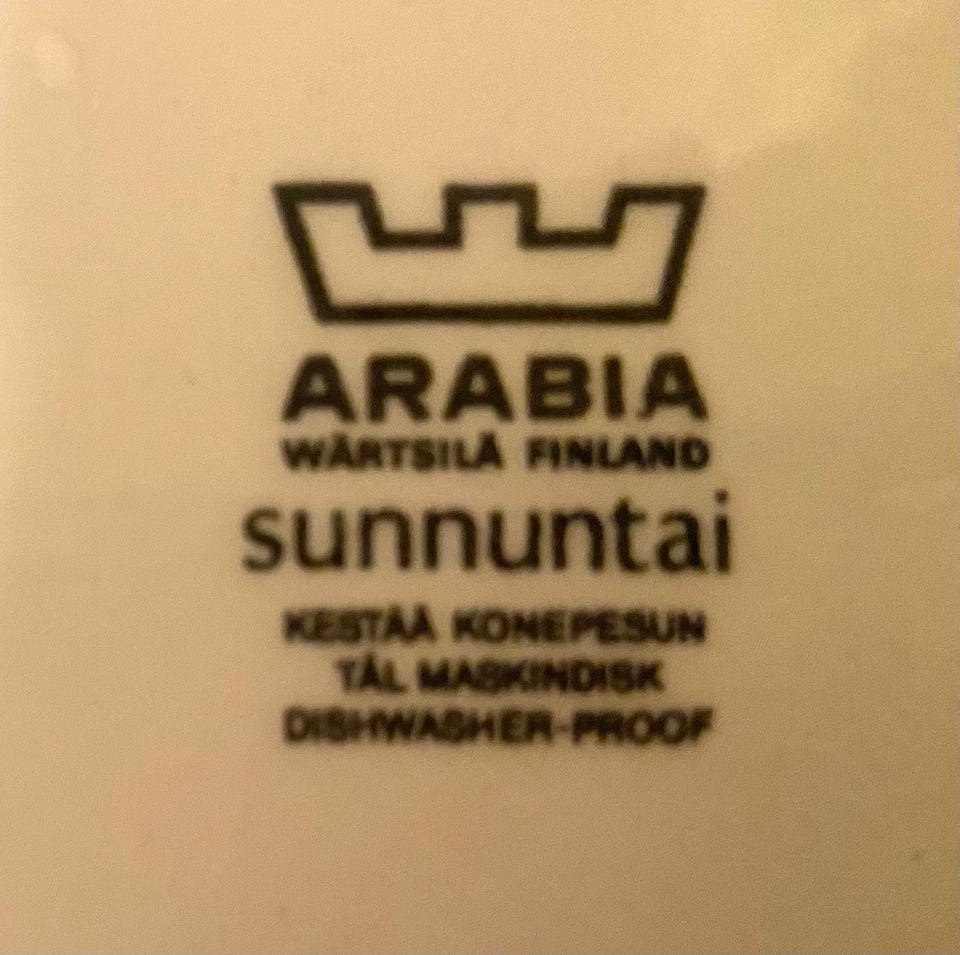 ARABIA
WÄRTSILÄ FINLAND
sunnuntai
KESTÄÄ KONEPESUN
TÅL MASKINDISK
DISHWASHER-PROOF